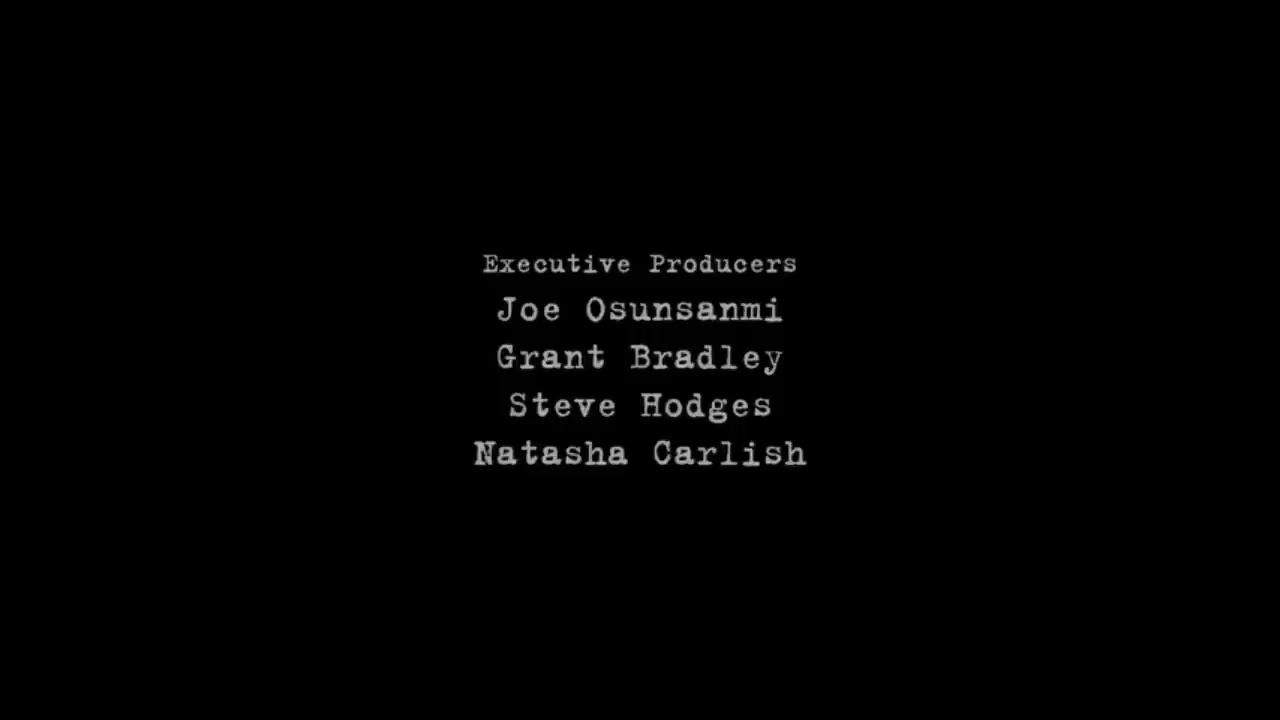 Executive Producers
Joe Osunsanmi
Grant Bradley
Steve Hodges
Natasha Carlish